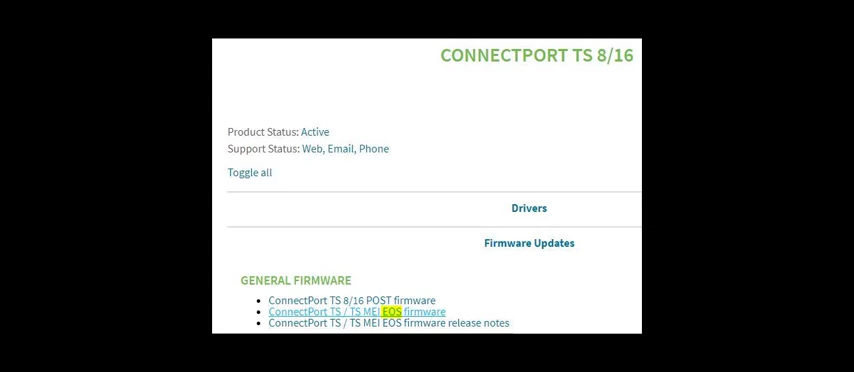 CONNECTPORT TS 8/16
Product Status: Active
Support Status: Web, Email, Phone
Toggle all
Drivers
Firmware Updates
GENERAL FIRMWARE
• ConnectPort TS 8/16 POST firmware
• ConnectPort TS / TS MEI EOS firmware
• ConnectPort TS / TS MEI EOS firmware release notes